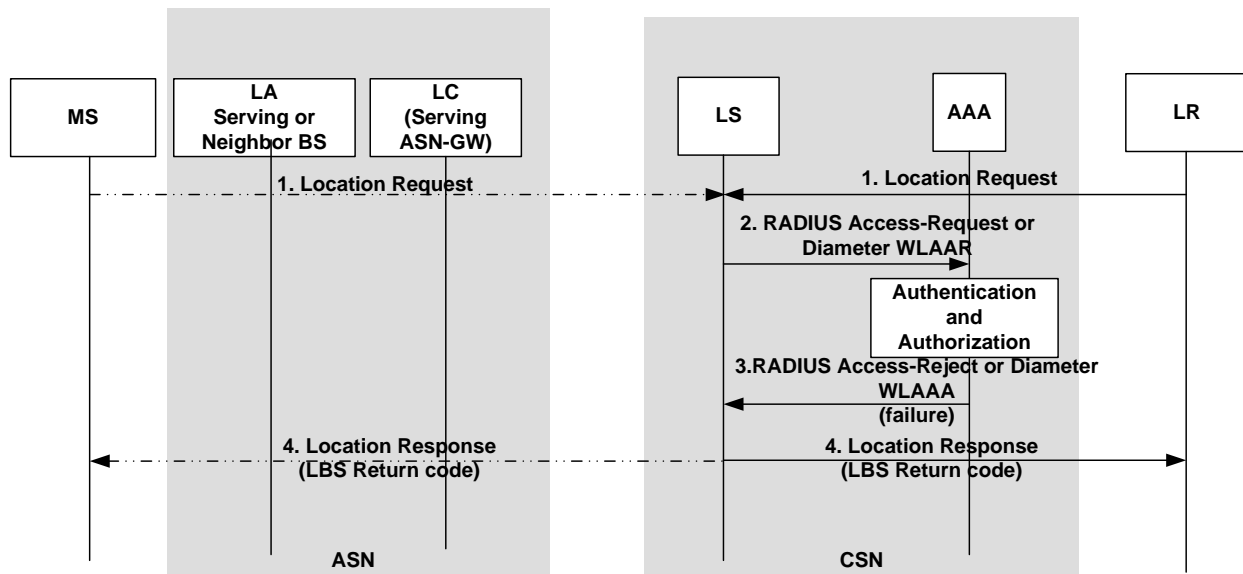 MS
LA
Serving or
Neighbor BS
LC
(Serving
ASN-GW)
LS
AAA
LR
1. Location Request
1. Location Request
2. RADIUS Access-Request or
Diameter WLAAR
Authentication
and
Authorization
3.RADIUS Access-Reject or Diameter
WLAAA
(failure)
4. Location Response
(LBS Return code)
4. Location Response
(LBS Return code)
ASN
CSN